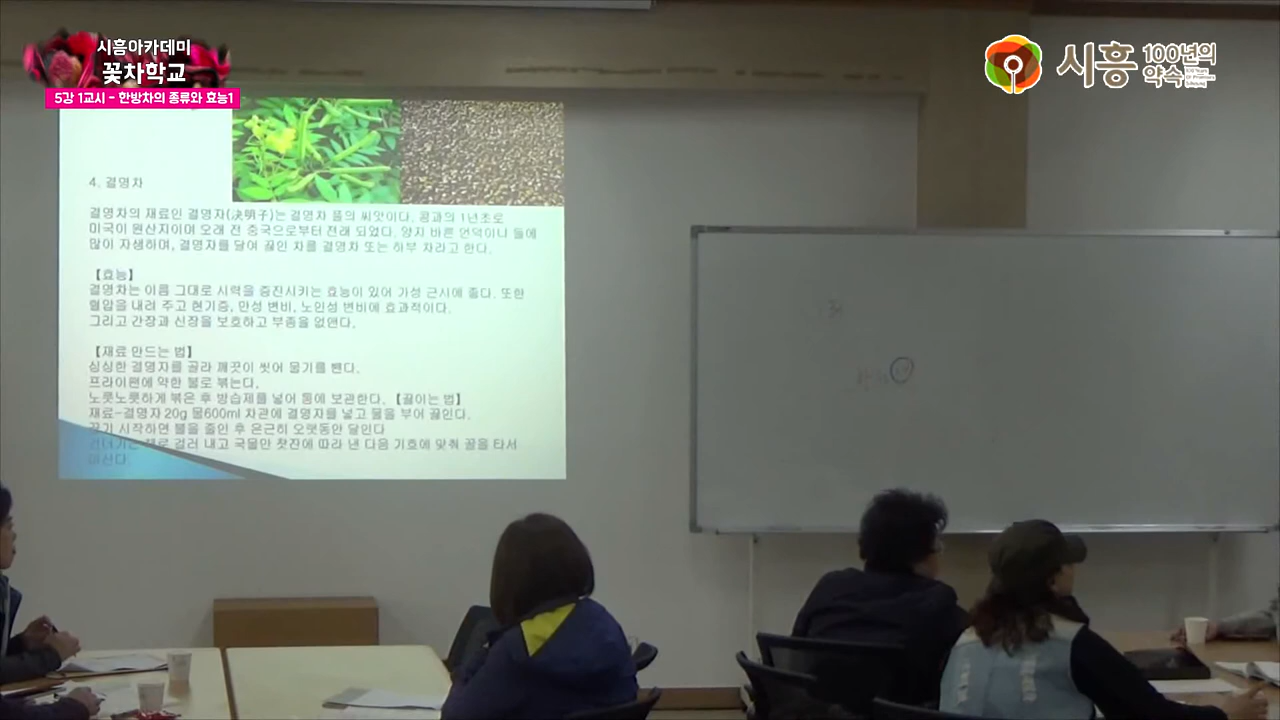 시흥아카데미
꽃차학교
5강 1교시 - 한방차의 종류와 효능1
시흥 100년의
약속
4. 결명차
결명차의 재료인 결명자(決明子)는 결명차 풀의 씨앗이다. 콩과의 1년초로
미국이 원산지이며 오래 전 중국으로부터 전래 되었다. 양지 바른 언덕이나 들에
많이 자생하며, 결명자를 달여 끓인 차를 결명차 또는 하부 차라고 한다.
【효능】
결명차는 이름 그대로 시력을 증진시키는 효능이 있어 가성 근시에 좋다. 또한
혈압을 내려 주고 현기증, 만성 변비, 노인성 변비에 효과적이다.
그리고 간장과 신장을 보호하고 부종을 없앤다.
【재료 만드는 법】
싱싱한 결명자를 골라 깨끗이 씻어 물기를 뺀다.
프라이팬에 약한 불로 볶는다.
노릇노릇하게 볶은 후 방습제를 넣어 통에 보관한다. 【끓이는 법】
재료-결명자 20g 물600ml 차관에 결명자를 넣고 물을 부어 끓인다.
끓기 시작하면 불을 줄인 후 은근히 오랫동안 달인다
건더기는 체로 걸러 내고 국물만 찻잔에 따라 낸 다음 기호에 맞춰 꿀을 타서
마신다.